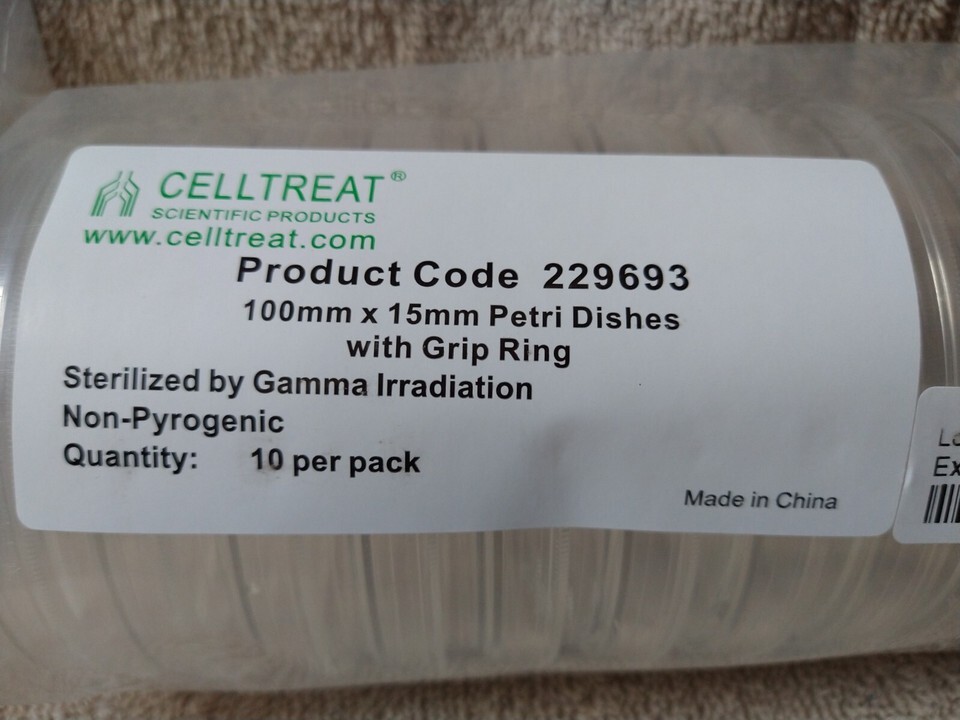 CELLTREAT®
SCIENTIFIC PRODUCTS
www.celltreat.com
Product Code 229693
100mm x 15mm Petri Dishes
with Grip Ring
Sterilized by Gamma Irradiation
Non-Pyrogenic
Quantity: 10 per pack
Made in China